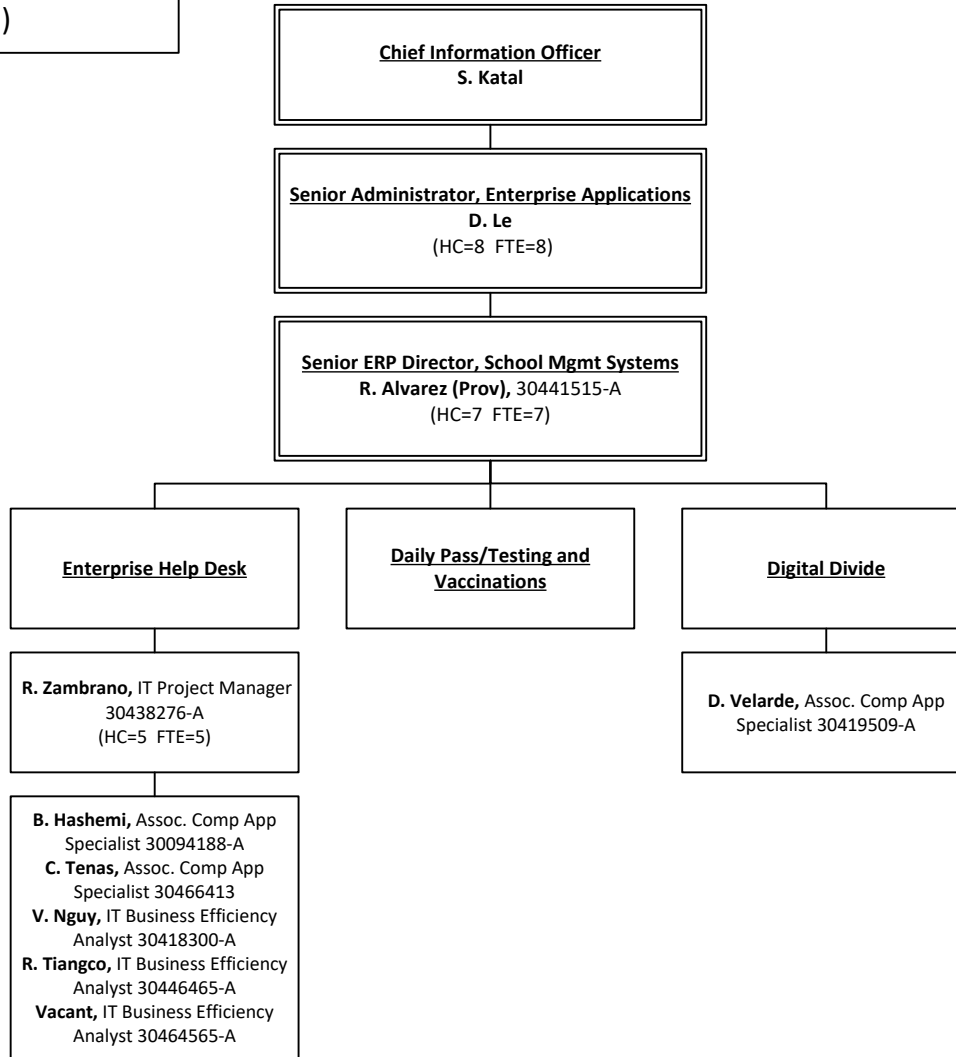 )
Chief Information Officer
S. Katal
Senior Administrator, Enterprise Applications
D. Le
(HC=8 FTE=8)
Senior ERP Director, School Mgmt Systems
R. Alvarez (Prov), 30441515-A
(HC=7 FTE=7)
Enterprise Help Desk
Daily Pass/Testing and
Vaccinations
Digital Divide
R. Zambrano, IT Project Manager
30438276-A
(HC=5 FTE=5)
D. Velarde, Assoc. Comp App
Specialist 30419509-A
B. Hashemi, Assoc. Comp App
Specialist 30094188-A
C. Tenas, Assoc. Comp App
Specialist 30466413
V. Nguy, IT Business Efficiency
Analyst 30418300-A
R. Tiangco, IT Business Efficiency
Analyst 30446465-A
Vacant, IT Business Efficiency
Analyst 30464565-A